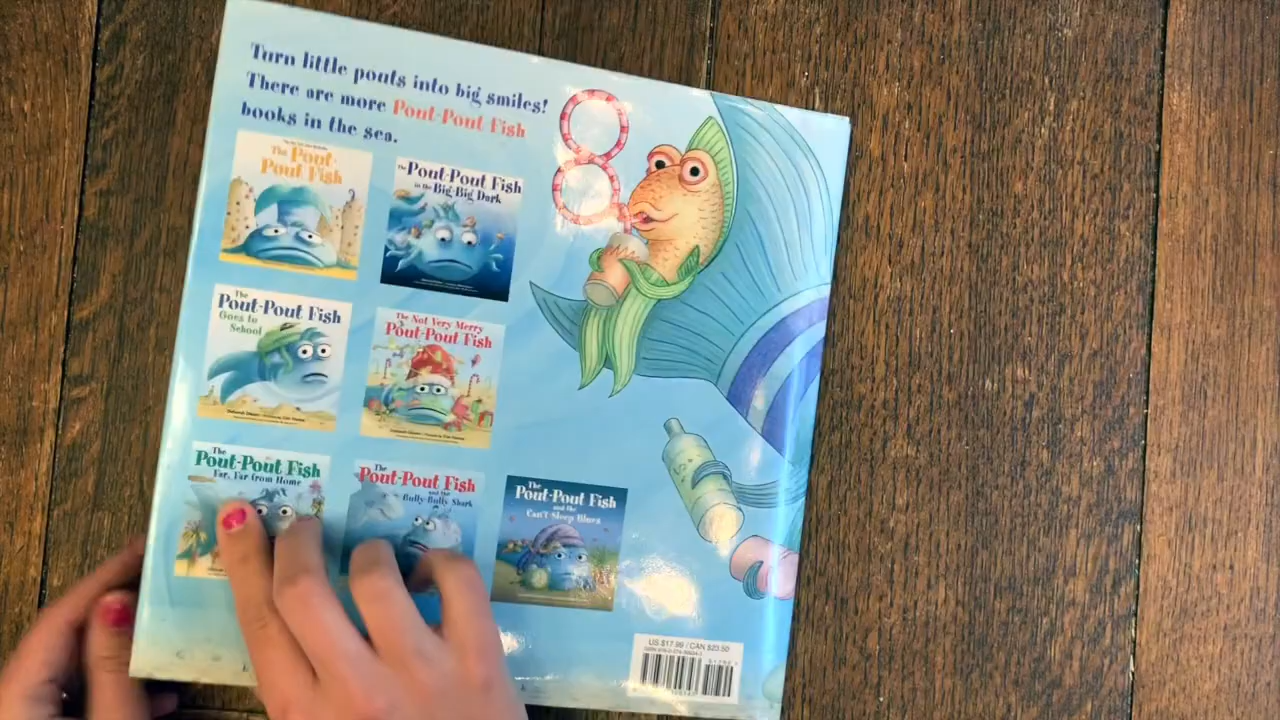 Turn little pouts into big smiles!
There are more Pout-Pout Fish
books in the sea.
The Pout-
Pout Fish
The Pout-Pout Fish
in the Big-Big Dark
The
Pout-Pout Fish
Goes to
School
The Not Very Merry
Pout-Pout Fish
The
Pout-Pout Fish
Far, Far from Home
The
Pout-Pout Fish
and the
Bully-Bully Shark
The
Pout-Pout Fish
and the
Can't-Sleep Blues
US $17.99 / CAN $23.50